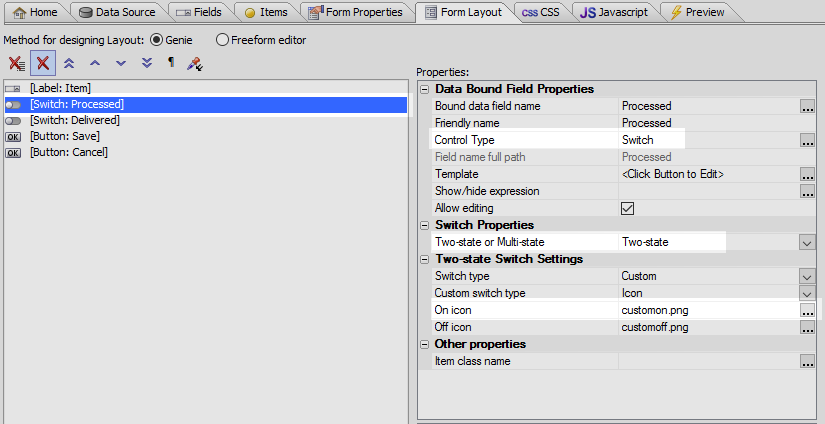 Home Data Source Fields Items Form Properties Form Layout CSS CSS JS Javascript Preview
Method for designing Layout: Genie Freeform editor
[Label: Item]
[Switch: Processed]
[Switch: Delivered]
OK [Button: Save]
OK [Button: Cancel]
Properties:
Data Bound Field Properties
Bound data field name Processed ...
Friendly name Processed
Control Type Switch ...
Field name full path Processed
Template <Click Button to Edit> ...
Show/hide expression ...
Allow editing
Switch Properties
Two-state or Multi-state Two-state
Two-state Switch Settings
Switch type Custom
Custom switch type Icon
On icon customon.png ...
Off icon customoff.png ...
Other properties
Item class name ...